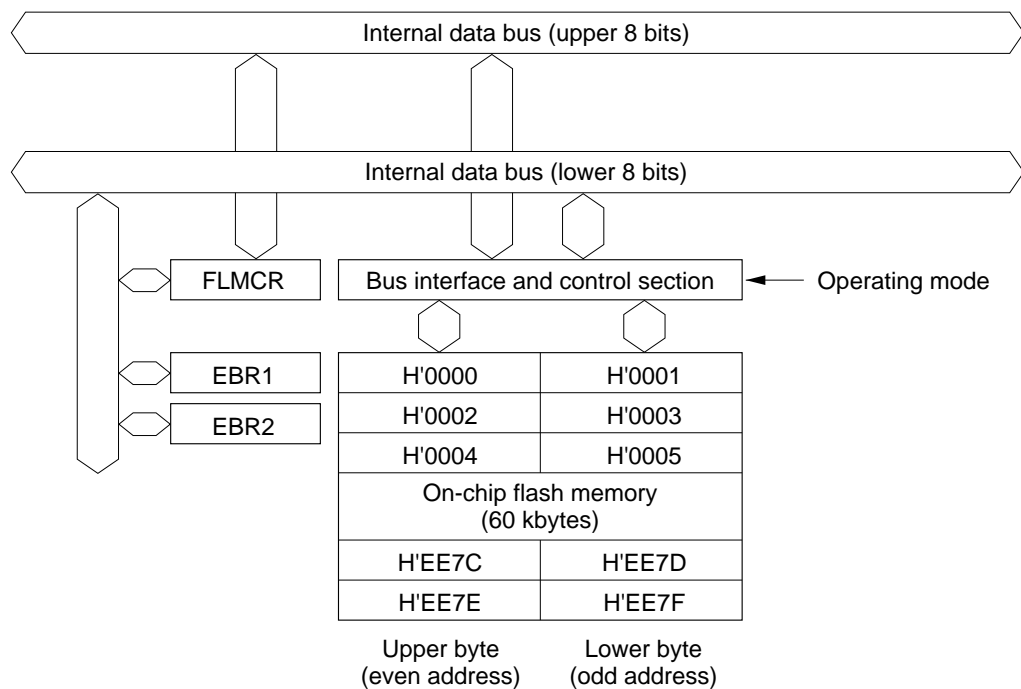 Internal data bus (upper 8 bits)
Internal data bus (lower 8 bits)
FLMCR
Bus interface and control section
Operating mode
EBR1
H'0000
H'0001
EBR2
H'0002
H'0003
H'0004
H'0005
On-chip flash memory
(60 kbytes)
H'EE7C
H'EE7D
H'EE7E
H'EE7F
Upper byte
(even address)
Lower byte
(odd address)